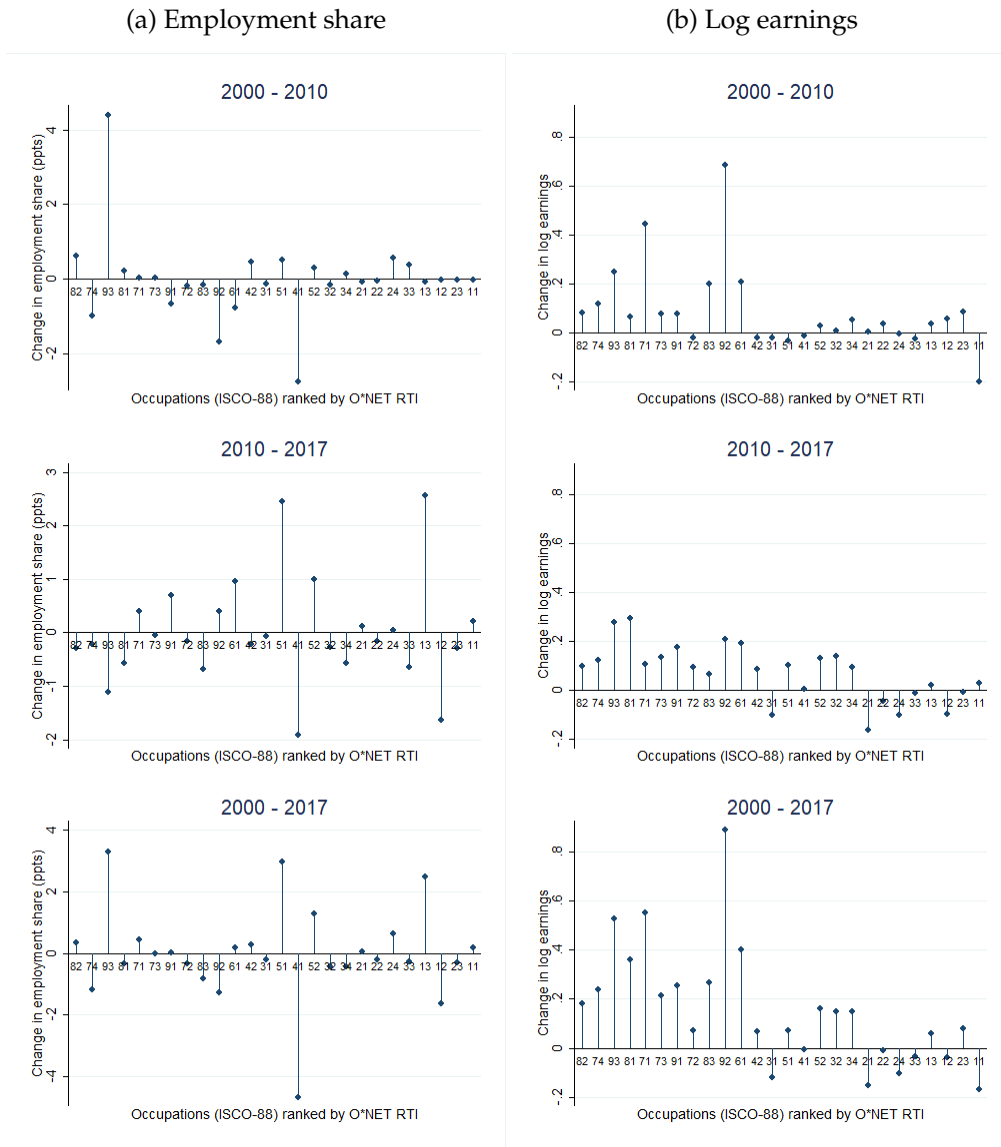 (a) Employment share
(b) Log earnings
2000 - 2010
Change in employment share (ppts)
4
2
0
-2
82 74 93 81 71 73 91 72 83 92 61 42 31 51 41 52 32 34 21 22 24 33 13 12 23 11
Occupations (ISCO-88) ranked by O*NET RTI
2000 - 2010
Change in log earnings
.8
.6
.4
.2
0
-.2
82 74 93 81 71 73 91 72 83 92 61 42 31 51 41 52 32 34 21 22 24 33 13 12 23 11
Occupations (ISCO-88) ranked by O*NET RTI
2010 - 2017
Change in employment share (ppts)
3
2
1
0
-1
-2
82 74 93 81 71 73 91 72 83 92 61 42 31 51 41 52 32 34 21 22 24 33 13 12 23 11
Occupations (ISCO-88) ranked by O*NET RTI
2010 - 2017
Change in log earnings
.8
.6
.4
.2
0
-.2
82 74 93 81 71 73 91 72 83 92 61 42 31 51 41 52 32 34 21 22 24 33 13 12 23 11
Occupations (ISCO-88) ranked by O*NET RTI
2000 - 2017
Change in employment share (ppts)
4
2
0
-2
-4
82 74 93 81 71 73 91 72 83 92 61 42 31 51 41 52 32 34 21 22 24 33 13 12 23 11
Occupations (ISCO-88) ranked by O*NET RTI
2000 - 2017
Change in log earnings
.8
.6
.4
.2
0
-.2
82 74 93 81 71 73 91 72 83 92 61 42 31 51 41 52 32 34 21 22 24 33 13 12 23 11
Occupations (ISCO-88) ranked by O*NET RTI